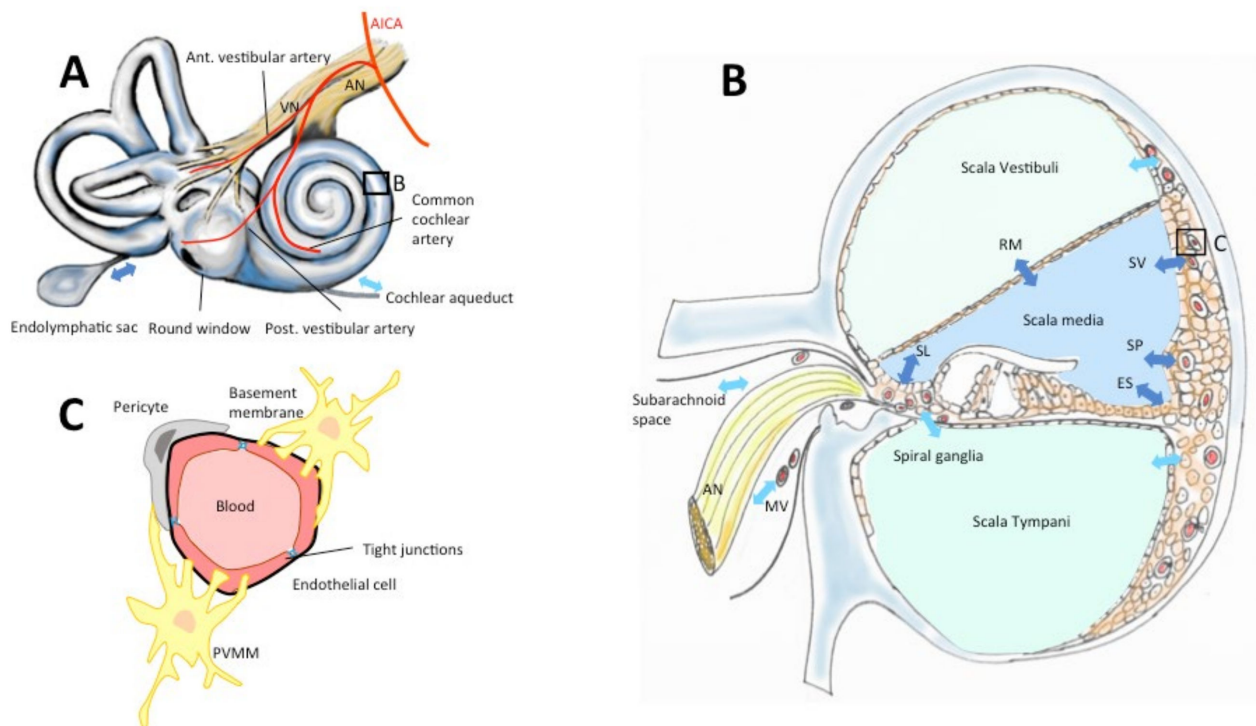 A
AICA
Ant. vestibular artery
AN
VN
B
Common
cochlear
artery
Cochlear aqueduct
Endolymphatic sac
Round window
Post. vestibular artery
B
Scala Vestibuli
C
RM
SV
Scala media
SL
SP
ES
Subarachnoid
space
Spiral ganglia
AN
MV
Scala Tympani
C
Basement
membrane
Pericyte
Blood
Tight junctions
Endothelial cell
PVMM